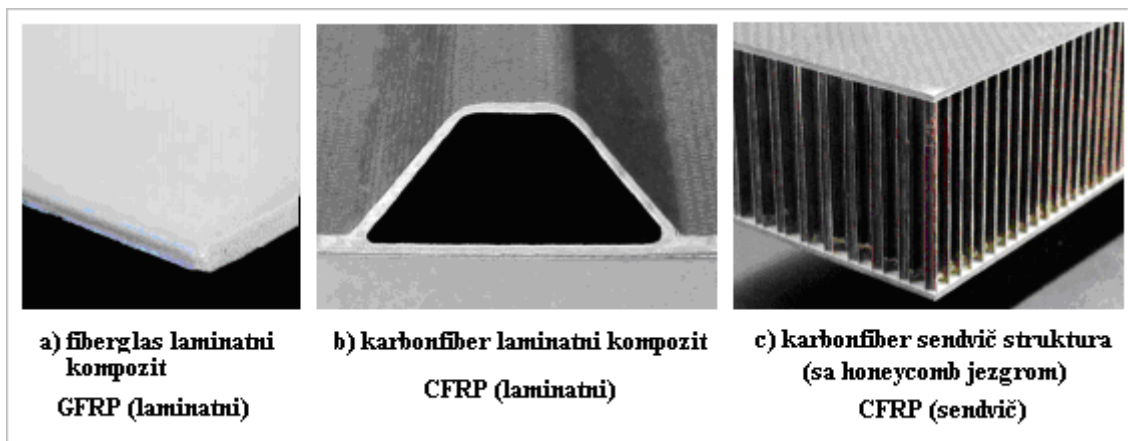 a) fiberglas laminatni
kompozit
GFRP (laminatni)
b) karbonfiber laminatni kompozit
CFRP (laminatni)
c) karbonfiber sendvič struktura
(sa honeycomb jezgrom)
CFRP (sendvič)